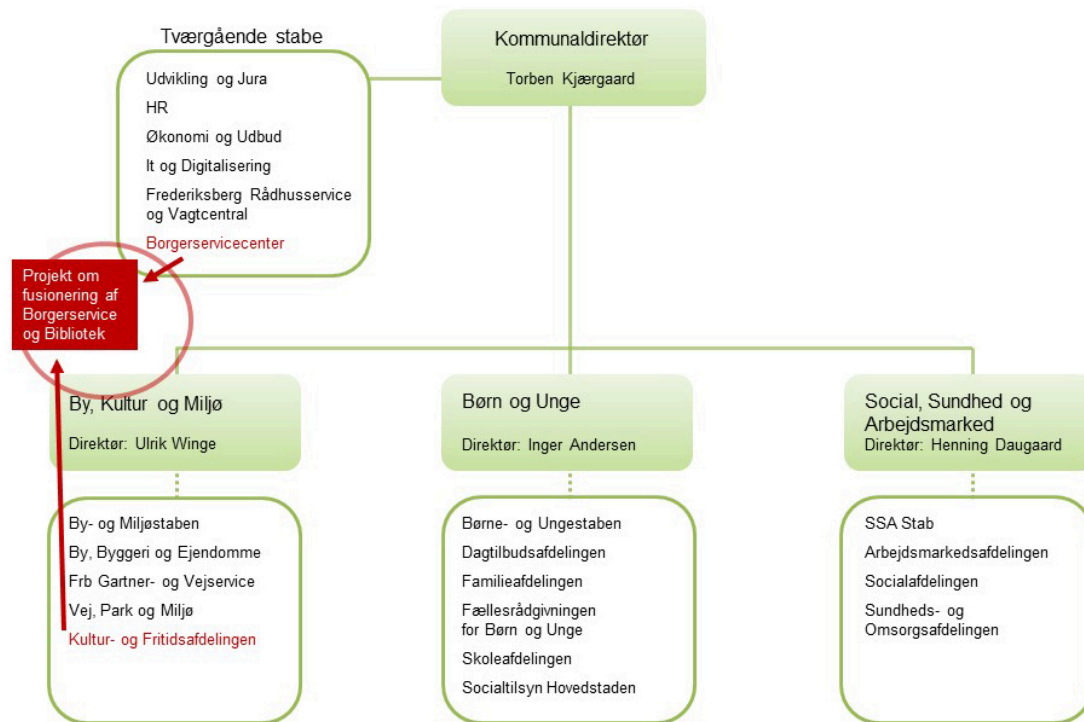 Tværgående stabe
Udvikling og Jura
HR
Økonomi og Udbud
It og Digitalisering
Frederiksberg Rådhusservice
og Vagtcentral
Borgerservicecenter
Kommunaldirektør
Torben Kjærgaard
Projekt om
fusionering af
Borgerservice
og Bibliotek
By, Kultur og Miljø
Direktør: Ulrik Winge
By- og Miljøstaben
By, Byggeri og Ejendomme
Frb Gartner- og Vejservice
Vej, Park og Miljø
Kultur- og Fritidsafdelingen
Børn og Unge
Direktør: Inger Andersen
Børne- og Ungestaben
Dagtilbudsafdelingen
Familieafdelingen
Fællesrådgivningen
for Børn og Unge
Skoleafdelingen
Socialtilsyn Hovedstaden
Social, Sundhed og
Arbejdsmarked
Direktør: Henning Daugaard
SSA Stab
Arbejdsmarkedsafdelingen
Socialafdelingen
Sundheds- og
Omsorgsafdelingen